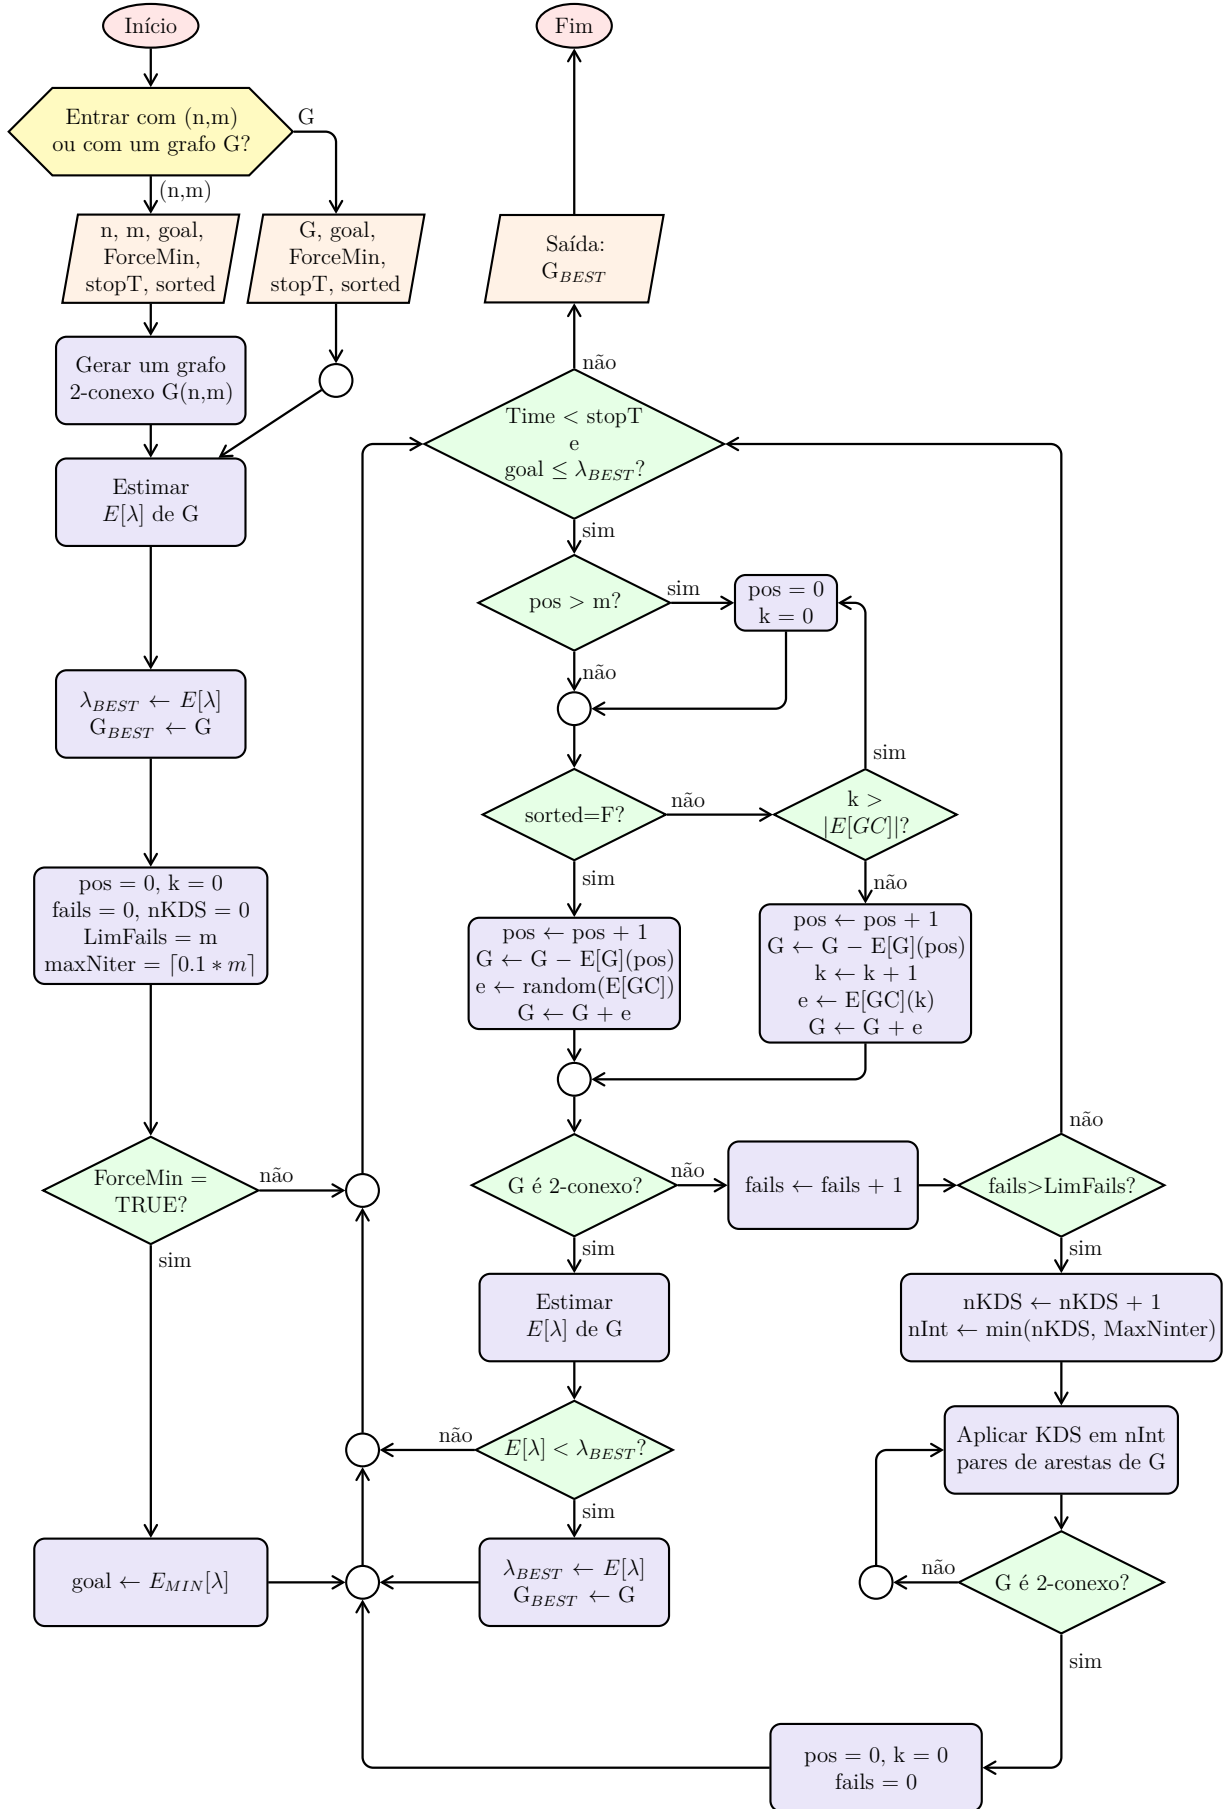 Início
Fim
Entrar com (n,m)
ou com um grafo G?
G
(n,m)
n, m, goal,
ForceMin,
stopT, sorted
G, goal,
ForceMin,
stopT, sorted
Saída:
G_BEST
Gerar um grafo
2-conexo G(n,m)
não
Time < stopT
e
goal ≤ λ_BEST?
Estimar
E[λ] de G
sim
pos > m?
sim
pos = 0
k = 0
não
λ_BEST ← E[λ]
G_BEST ← G
sim
sorted=F?
não
k >
|E[GC]|?
sim
não
pos = 0, k = 0
fails = 0, nKDS = 0
LimFails = m
maxNiter = ⌈0.1 * m⌉
pos ← pos + 1
G ← G − E[G](pos)
e ← random(E[GC])
G ← G + e
pos ← pos + 1
G ← G − E[G](pos)
k ← k + 1
e ← E[GC](k)
G ← G + e
não
ForceMin =
TRUE?
não
sim
G é 2-conexo?
não
fails ← fails + 1
fails>LimFails?
sim
sim
Estimar
E[λ] de G
nKDS ← nKDS + 1
nInt ← min(nKDS, MaxNinter)
não
E[λ] < λ_BEST?
sim
Aplicar KDS em nInt
pares de arestas de G
goal ← E_MIN[λ]
λ_BEST ← E[λ]
G_BEST ← G
não
G é 2-conexo?
sim
pos = 0, k = 0
fails = 0